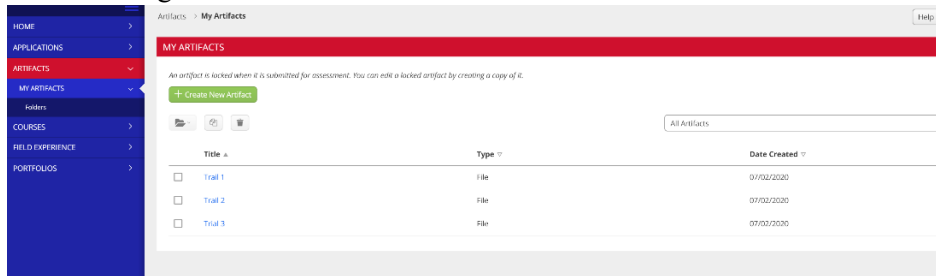 Artifacts > My Artifacts
Help
HOME
APPLICATIONS
ARTIFACTS
MY ARTIFACTS
Folders
COURSES
FIELD EXPERIENCE
PORTFOLIOS
MY ARTIFACTS
An artifact is locked when it is submitted for assessment. You can edit a locked artifact by creating a copy of it.
+ Create New Artifact
All Artifacts
Title Type Date Created
Trail 1 File 07/02/2020
Trail 2 File 07/02/2020
Trial 3 File 07/02/2020